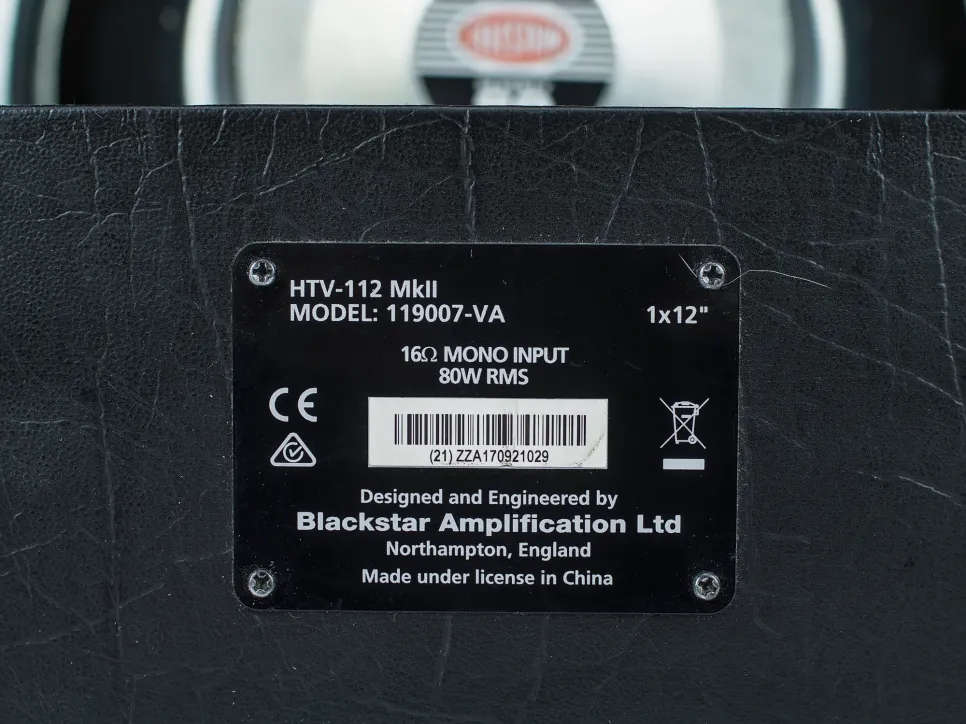 HTV-112 MkII
MODEL: 119007-VA
1x12"
16Ω MONO INPUT
80W RMS
CE
(21) ZZA170921029
Designed and Engineered by
Blackstar Amplification Ltd
Northampton, England
Made under license in China